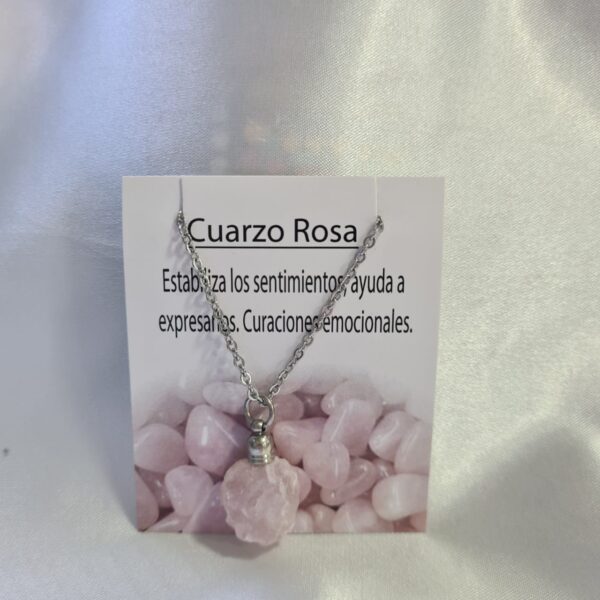 Cuarzo Rosa
Estabiliza los sentimientos, ayuda a
expresarlos. Curaciones emocionales.